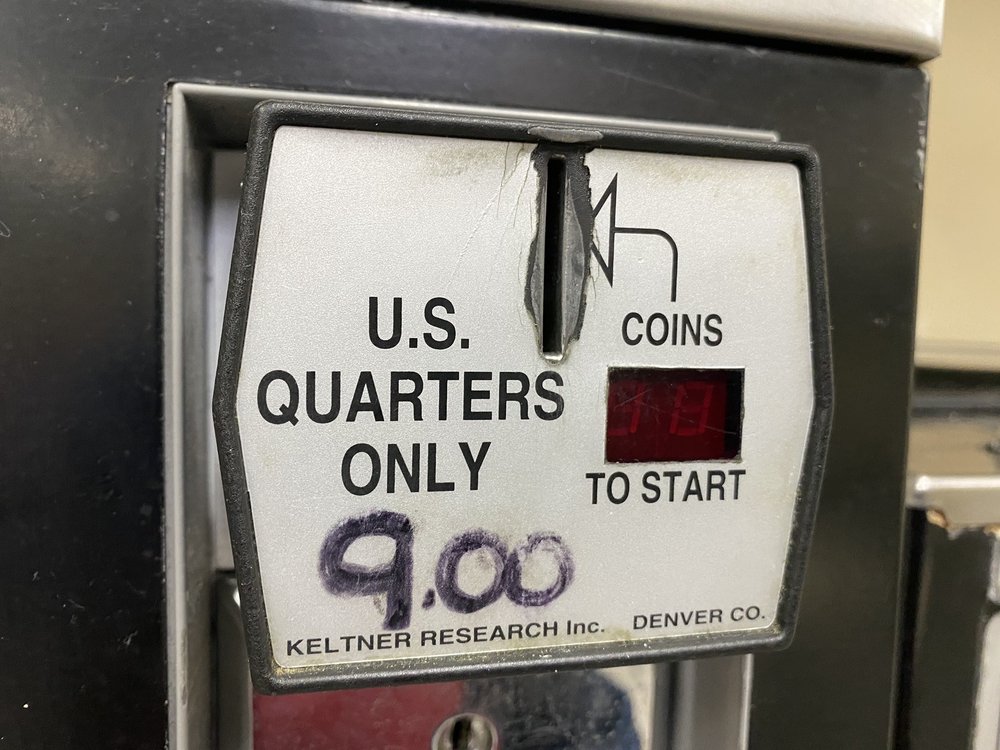 U.S.
QUARTERS
ONLY
COINS
TO START
9.00
KELTNER RESEARCH Inc. DENVER CO.